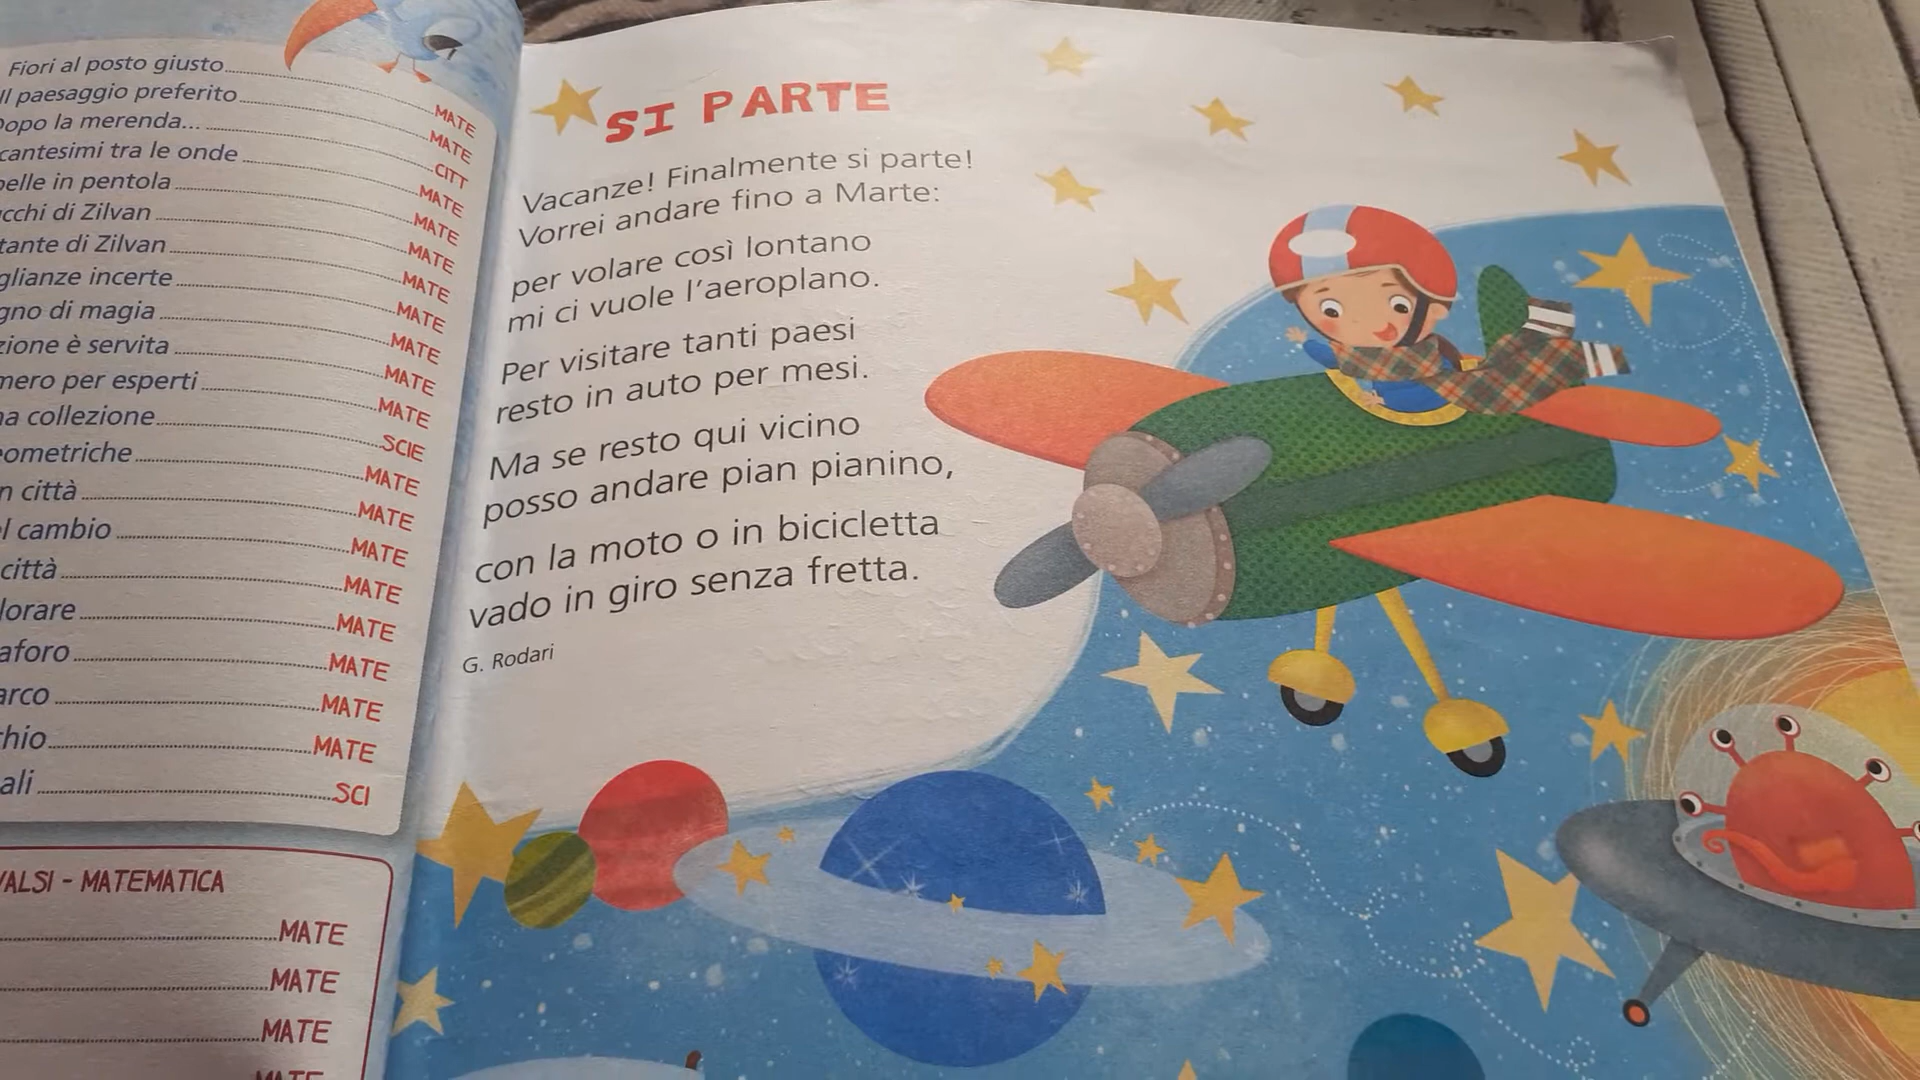 Fiori al posto giusto MATE
Il paesaggio preferito MATE
Dopo la merenda... CITT
cantesimi tra le onde MATE
belle in pentola MATE
cchi di Zilvan MATE
tante di Zilvan MATE
glianze incerte MATE
gno di magia MATE
zione è servita MATE
mero per esperti MATE
na collezione SCIE
ometriche MATE
n città MATE
l cambio MATE
città MATE
lorare MATE
aforo MATE
arco MATE
chio MATE
ali SCI
VALSI - MATEMATICA
MATE
MATE
MATE
MATE
SI PARTE
Vacanze! Finalmente si parte!
Vorrei andare fino a Marte:
per volare così lontano
mi ci vuole l'aeroplano.
Per visitare tanti paesi
resto in auto per mesi.
Ma se resto qui vicino
posso andare pian pianino,
con la moto o in bicicletta
vado in giro senza fretta.
G. Rodari